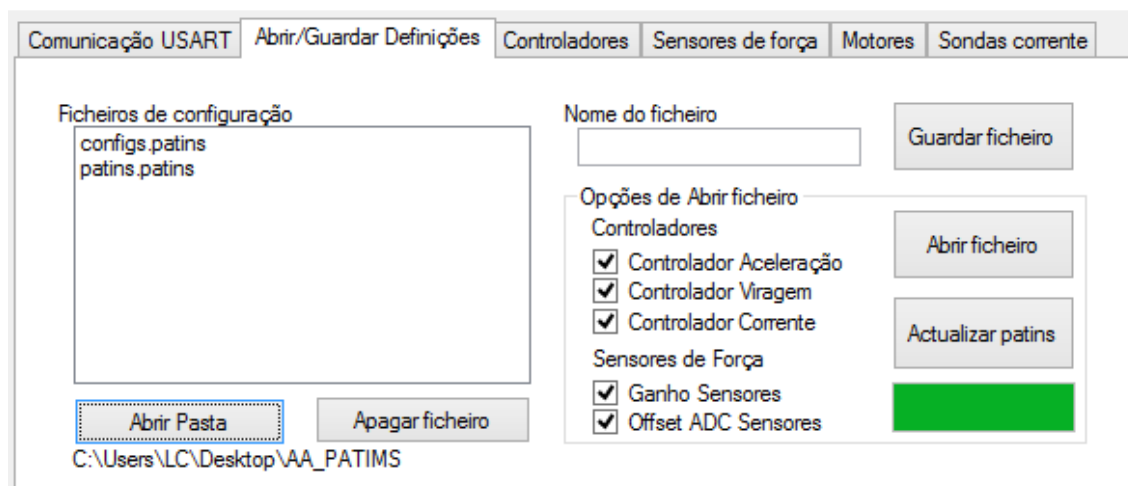 Comunicação USART Abrir/Guardar Definições Controladores Sensores de força Motores Sondas corrente
Ficheiros de configuração
configs.patins
patins.patins
Abrir Pasta Apagar ficheiro
C:\Users\LC\Desktop\AA_PATIMS
Nome do ficheiro
Guardar ficheiro
Opções de Abrir ficheiro
Controladores
Controlador Aceleração
Controlador Viragem
Controlador Corrente
Sensores de Força
Ganho Sensores
Offset ADC Sensores
Abrir ficheiro
Actualizar patins